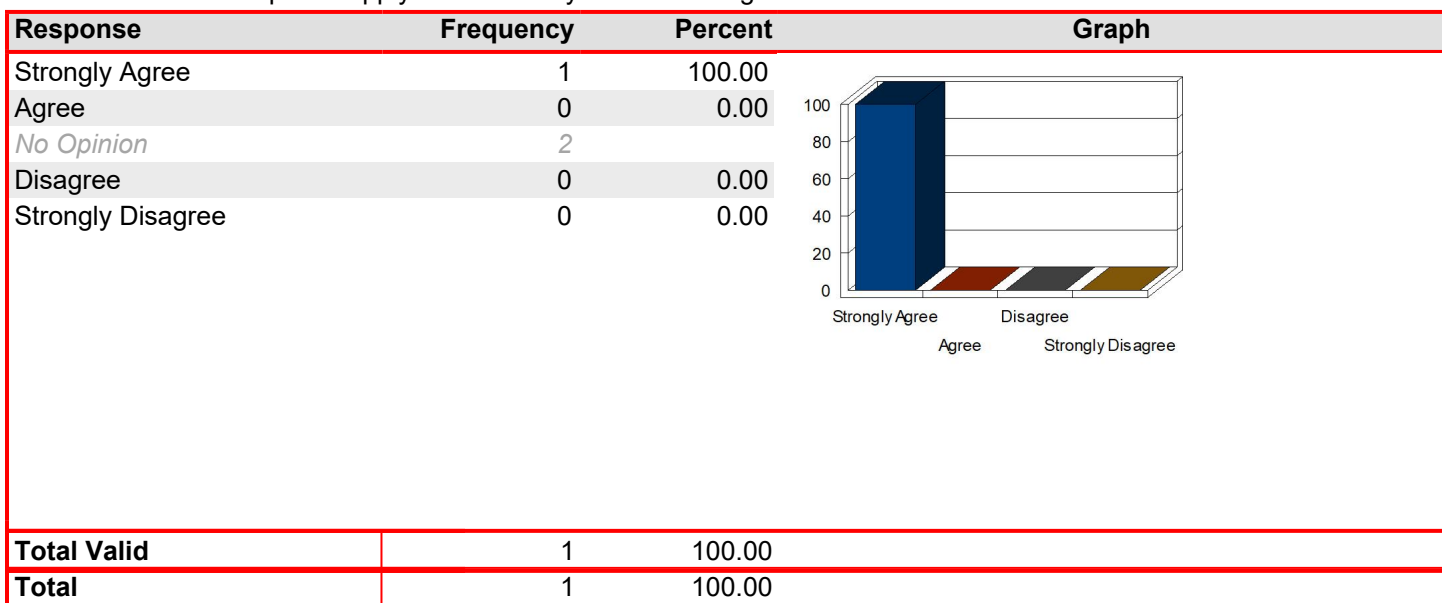 Response Frequency Percent Graph
Strongly Agree 1 100.00
Agree 0 0.00
No Opinion 2
Disagree 0 0.00
Strongly Disagree 0 0.00
100
80
60
40
20
0
Strongly Agree Disagree
Agree Strongly Disagree
Total Valid 1 100.00
Total 1 100.00